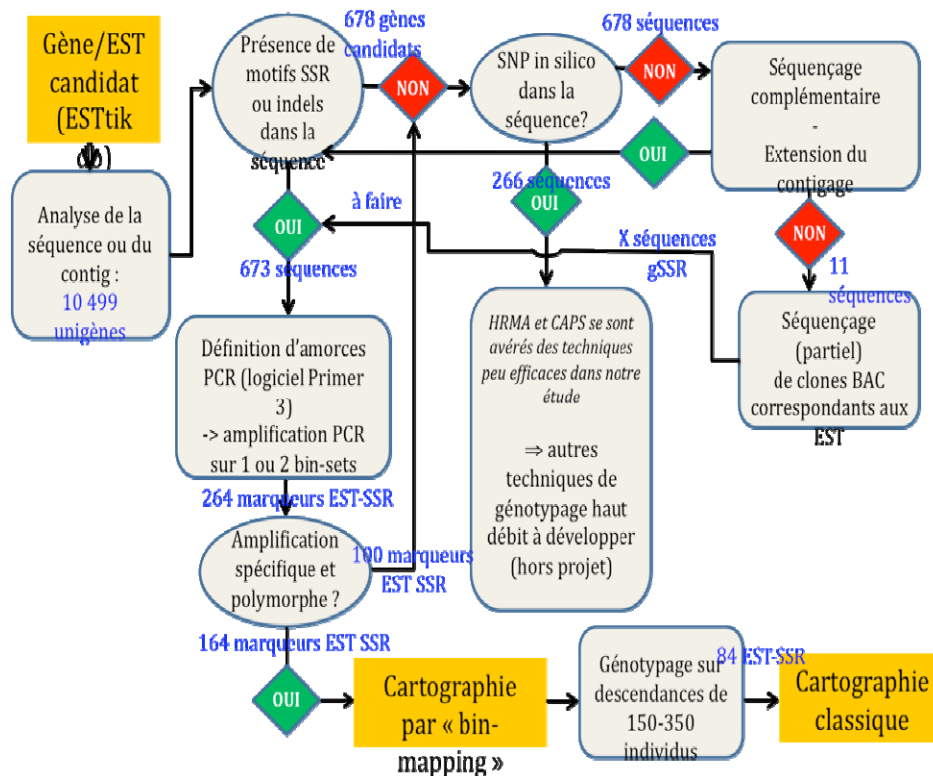 Gène/EST
candidat
(ESTtik
Analyse de la
séquence ou du
contig :
10 499
unigènes
Présence de
motifs SSR
ou indels
dans la
séquence
678 gènes
candidats
NON
SNP in silico
dans la
séquence?
678 séquences
NON
Séquençage
complémentaire
-
Extension du
contigage
OUI
OUI
673 séquences
à faire
266 séquences
OUI
X séquences
gSSR
NON
11
séquences
Définition d'amorces
PCR (logiciel Primer
3)
-> amplification PCR
sur 1 ou 2 bin-sets
HRMA et CAPS se sont
avérés des techniques
peu efficaces dans notre
étude
⇒ autres
techniques de
génotypage haut
débit à développer
(hors projet)
Séquençage
(partiel)
de clones BAC
correspondants aux
EST
264 marqueurs EST-SSR
Amplification
spécifique et
polymorphe ?
100 marqueurs
EST SSR
164 marqueurs EST SSR
OUI
Cartographie
par « bin-
mapping »
Génotypage sur
descendances de
150-350
individus
84 EST-SSR
Cartographie
classique